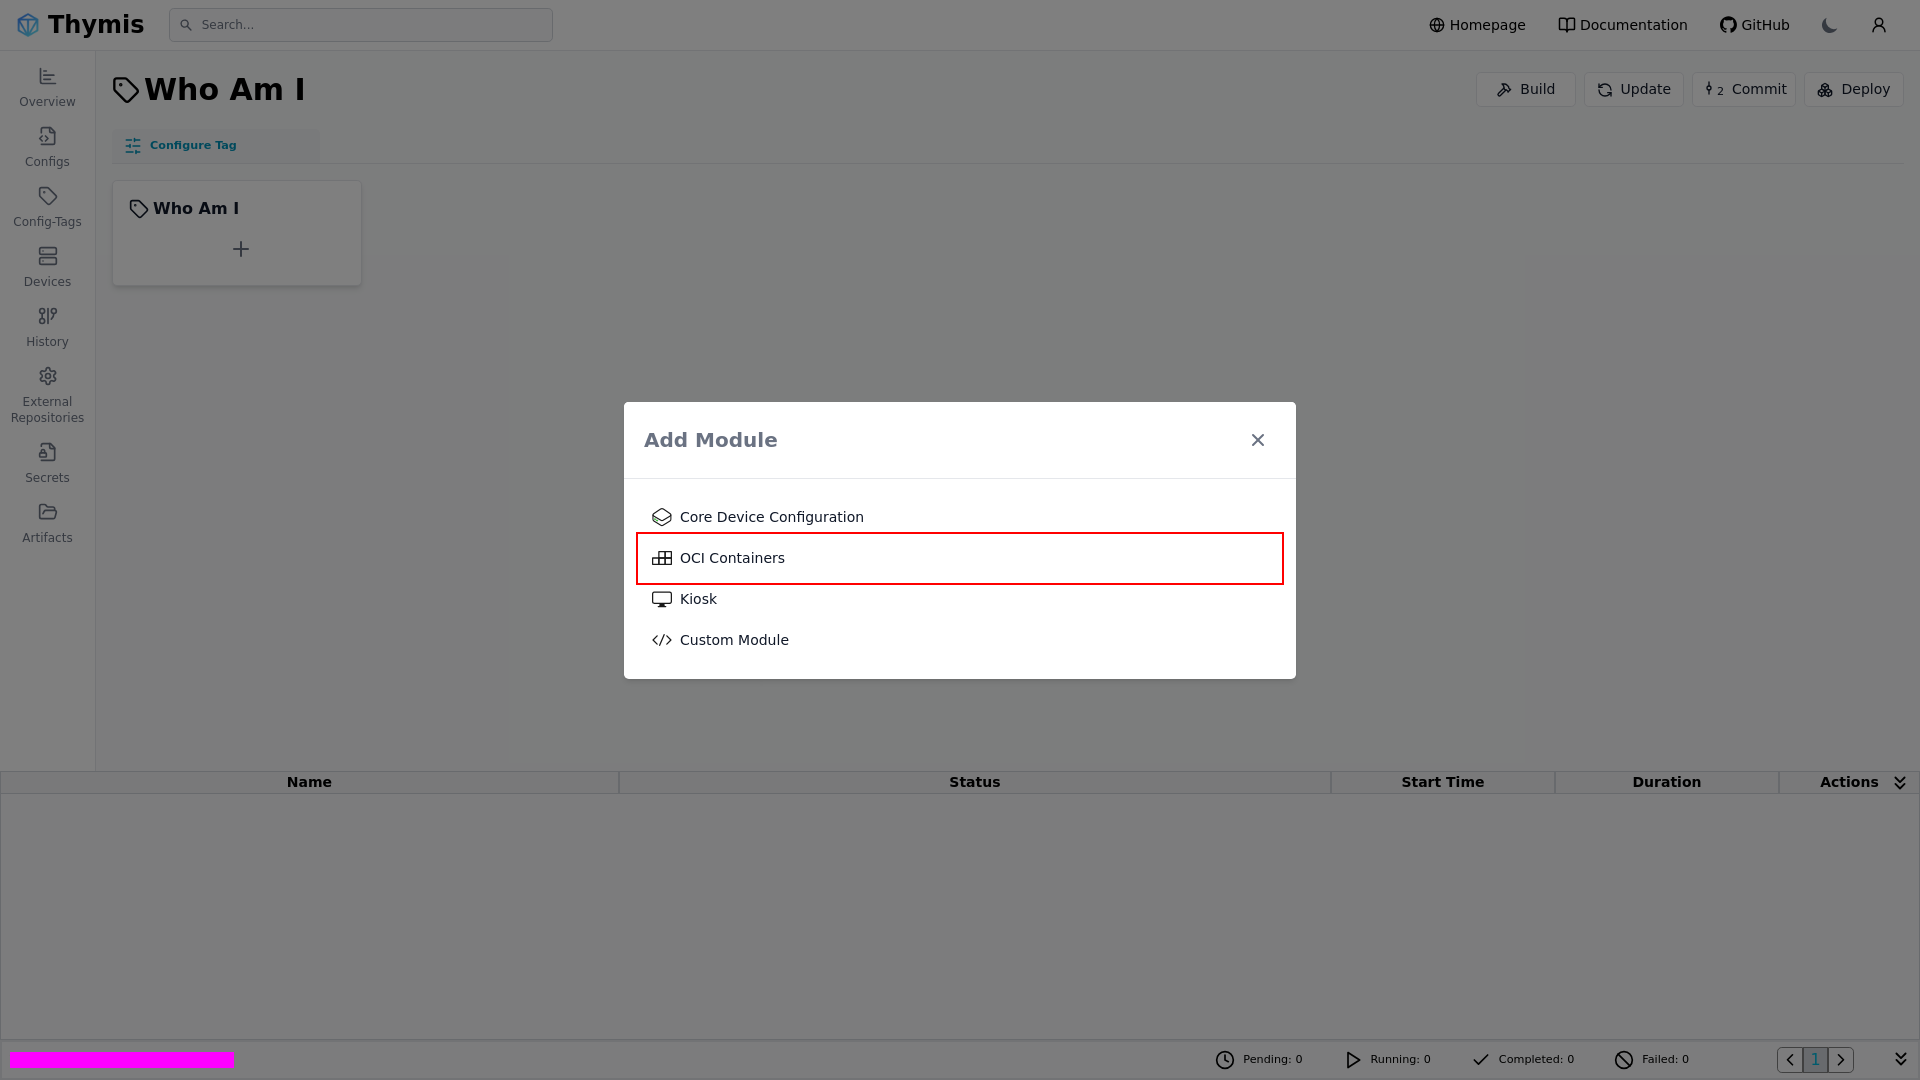 Thymis
Search...
Homepage
Documentation
GitHub
Overview
Configs
Config-Tags
Devices
History
External
Repositories
Secrets
Artifacts
Who Am I
Build
Update
2 Commit
Deploy
Configure Tag
Who Am I
Add Module
Core Device Configuration
OCI Containers
Kiosk
Custom Module
Name Status Start Time Duration Actions
Pending: 0 Running: 0 Completed: 0 Failed: 0 1